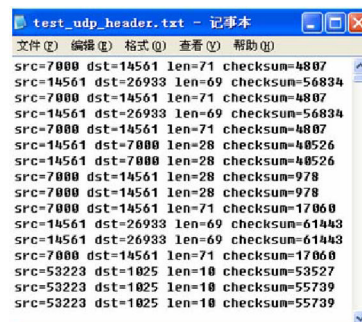 test_udp_header.txt - 记事本
文件(F) 编辑(E) 格式(O) 查看(V) 帮助(H)
src=7000 dst=14561 len=71 checksum=4807
src=14561 dst=26933 len=69 checksum=56834
src=7000 dst=14561 len=71 checksum=4807
src=14561 dst=26933 len=69 checksum=56834
src=7000 dst=14561 len=71 checksum=4807
src=14561 dst=7000 len=28 checksum=40526
src=14561 dst=7000 len=28 checksum=40526
src=7000 dst=14561 len=28 checksum=978
src=7000 dst=14561 len=28 checksum=978
src=7000 dst=14561 len=71 checksum=17060
src=14561 dst=26933 len=69 checksum=61443
src=14561 dst=26933 len=69 checksum=61443
src=7000 dst=14561 len=71 checksum=17060
src=53223 dst=1025 len=10 checksum=53527
src=53223 dst=1025 len=10 checksum=55739
src=53223 dst=1025 len=10 checksum=55739